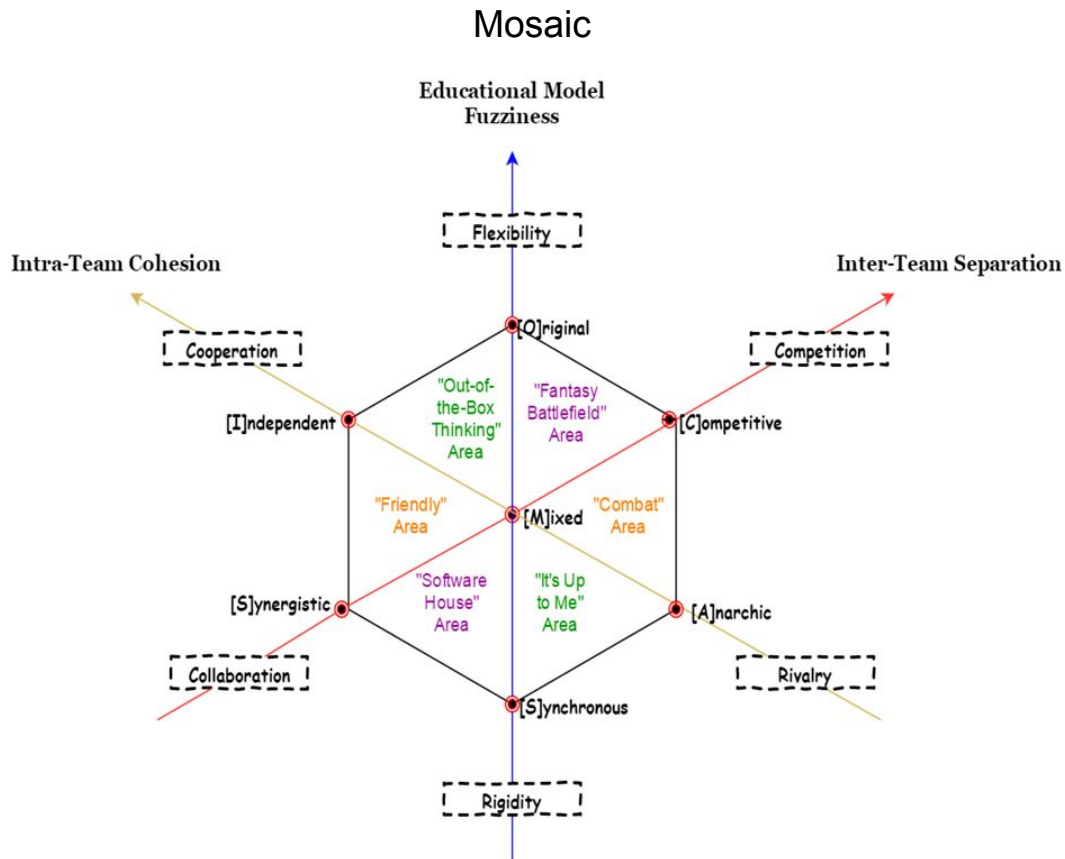 Mosaic
Educational Model
Fuzziness
Flexibility
Intra-Team Cohesion
Inter-Team Separation
[O]riginal
Cooperation
Competition
"Out-of-
the-Box
Thinking"
Area
"Fantasy
Battlefield"
Area
[I]ndependent
[C]ompetitive
"Friendly"
Area
[M]ixed
"Combat"
Area
"Software
House"
Area
"It's Up
to Me"
Area
[S]ynergistic
[A]narchic
Collaboration
Rivalry
[S]ynchronous
Rigidity